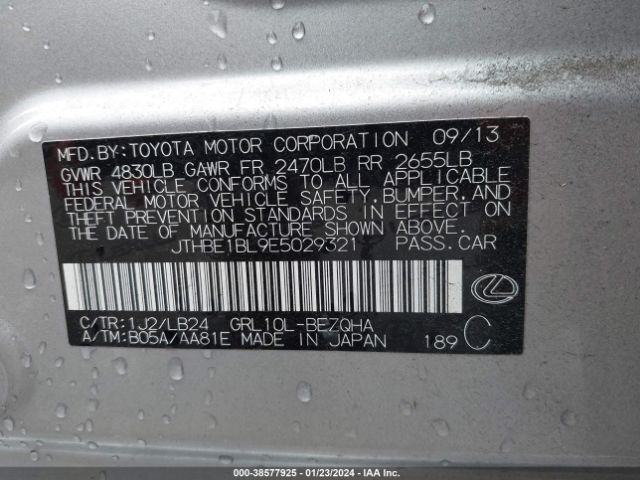 MFD.BY:TOYOTA MOTOR CORPORATION 09/13
GVWR 4830LB GAWR FR 2470LB RR 2655LB
THIS VEHICLE CONFORMS TO ALL APPLICABLE
FEDERAL MOTOR VEHICLE SAFETY,BUMPER,AND
THEFT PREVENTION STANDARDS IN EFFECT ON
THE DATE OF MANUFACTURE SHOWN ABOVE.
JTHBE1BL9E5029321 PASS.CAR
C/TR:1J2/LB24 GRL10L-BEZQHA
A/TM:B05A/AA81E MADE IN JAPAN 189 C
000-38577925 | 01/23/2024 | IAA, Inc.